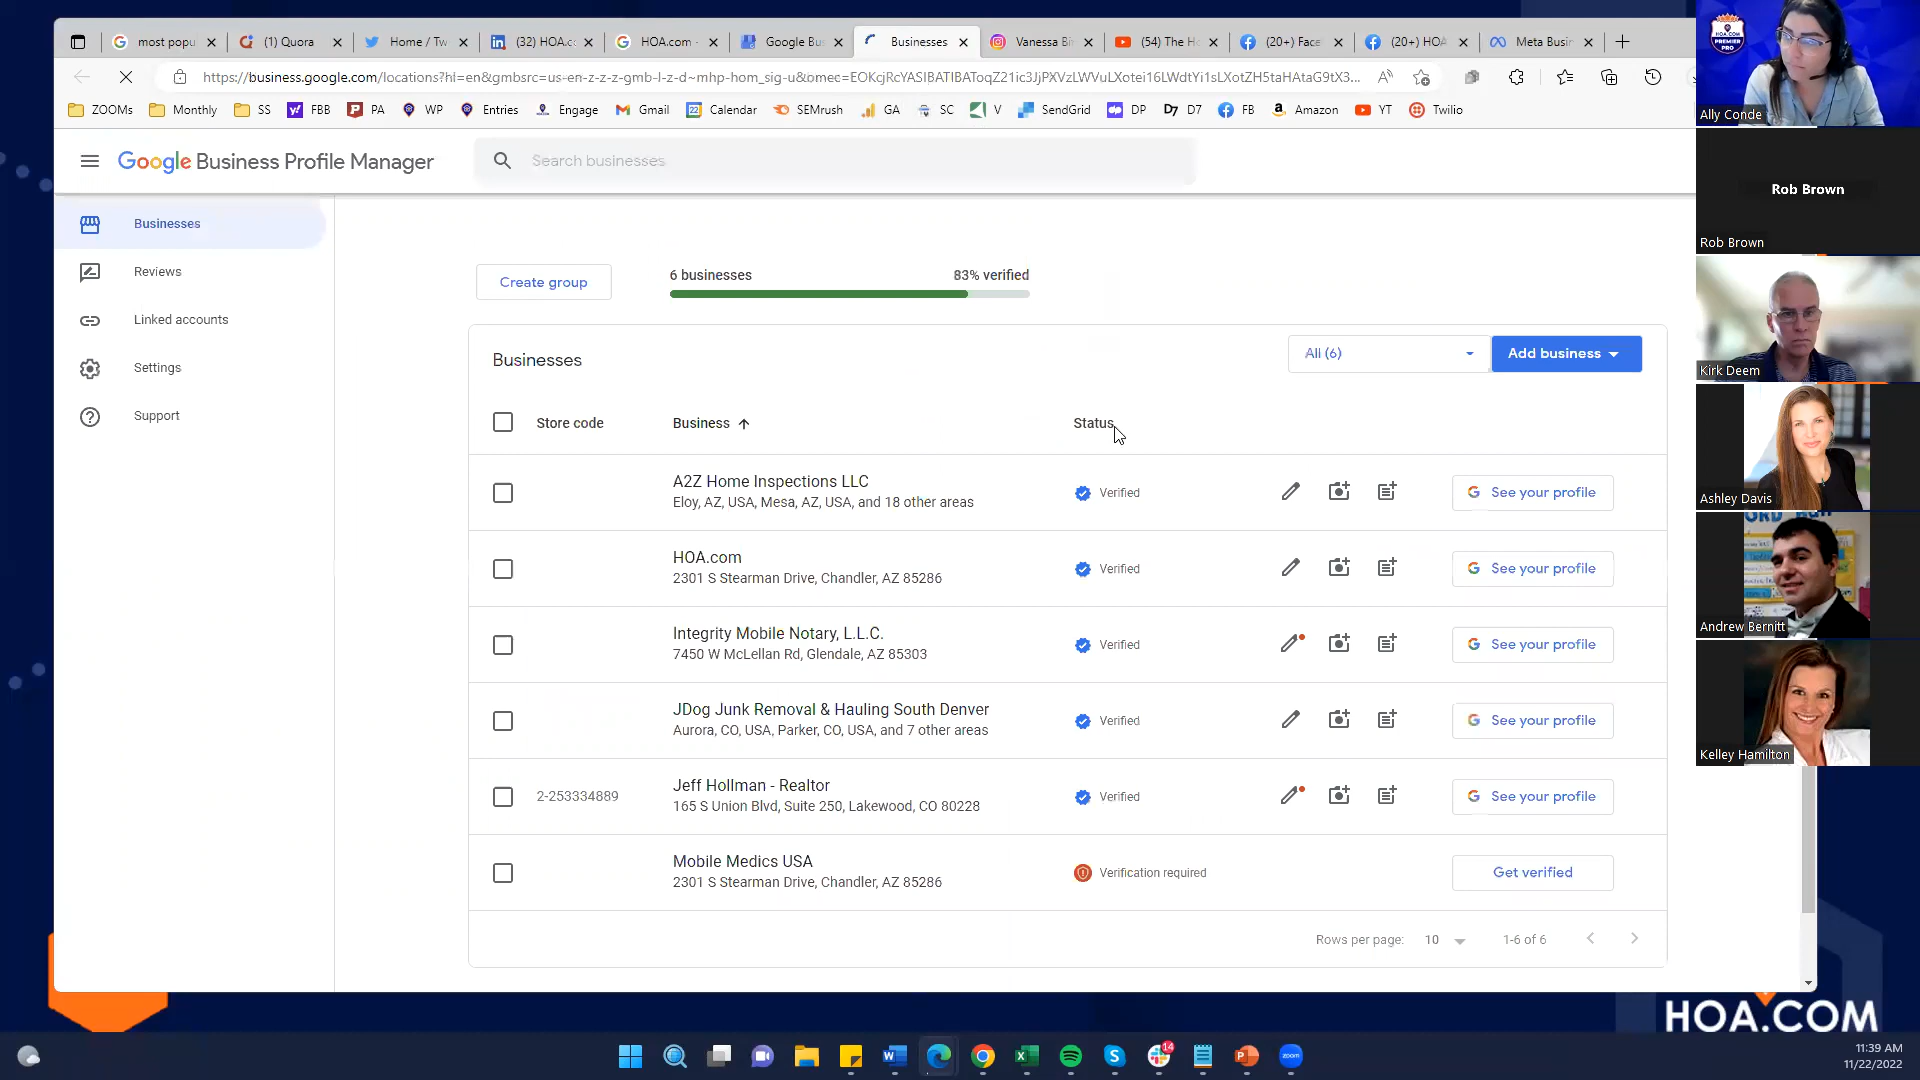 most popu
(1) Quora
Home / Tw
(32) HOA.c
HOA.com -
Google Bus
Businesses
Vanessa Bi
(54) The H
(20+) Face
(20+) HOA
Meta Busin
https://business.google.com/locations?hl=en&gmbsrc=us-en-z-z-z-gmb-l-z-d~mhp-hom_sig-u&
ZOOMs
Monthly
SS
FBB
PA
WP
Entries
Engage
Gmail
Calendar
SEMrush
GA
SC
V
SendGrid
DP
D7
FB
Amazon
YT
Twilio
Google Business Profile Manager
Search businesses
Businesses
Reviews
Linked accounts
Settings
Support
Create group
6 businesses
83% verified
Businesses
All (6)
Add business
Store code
Business
Status
A2Z Home Inspections LLC
Eloy, AZ, USA, Mesa, AZ, USA, and 18 other areas
Verified
See your profile
HOA.com
2301 S Stearman Drive, Chandler, AZ 85286
Verified
See your profile
Integrity Mobile Notary, L.L.C.
7450 W McLellan Rd, Glendale, AZ 85303
Verified
See your profile
JDog Junk Removal & Hauling South Denver
Aurora, CO, USA, Parker, CO, USA, and 7 other areas
Verified
See your profile
2-253334889
Jeff Hollman - Realtor
165 S Union Blvd, Suite 250, Lakewood, CO 80228
Verified
See your profile
Mobile Medics USA
2301 S Stearman Drive, Chandler, AZ 85286
Verification required
Get verified
Rows per page:
10
1-6 of 6
HOA.COM
PREMIER
PRO
Ally Conde
Rob Brown
Rob Brown
Kirk Deem
Ashley Davis
Andrew Bernitt
Kelley Hamilton
HOA.COM
14
zoom
11:39 AM
11/22/2022